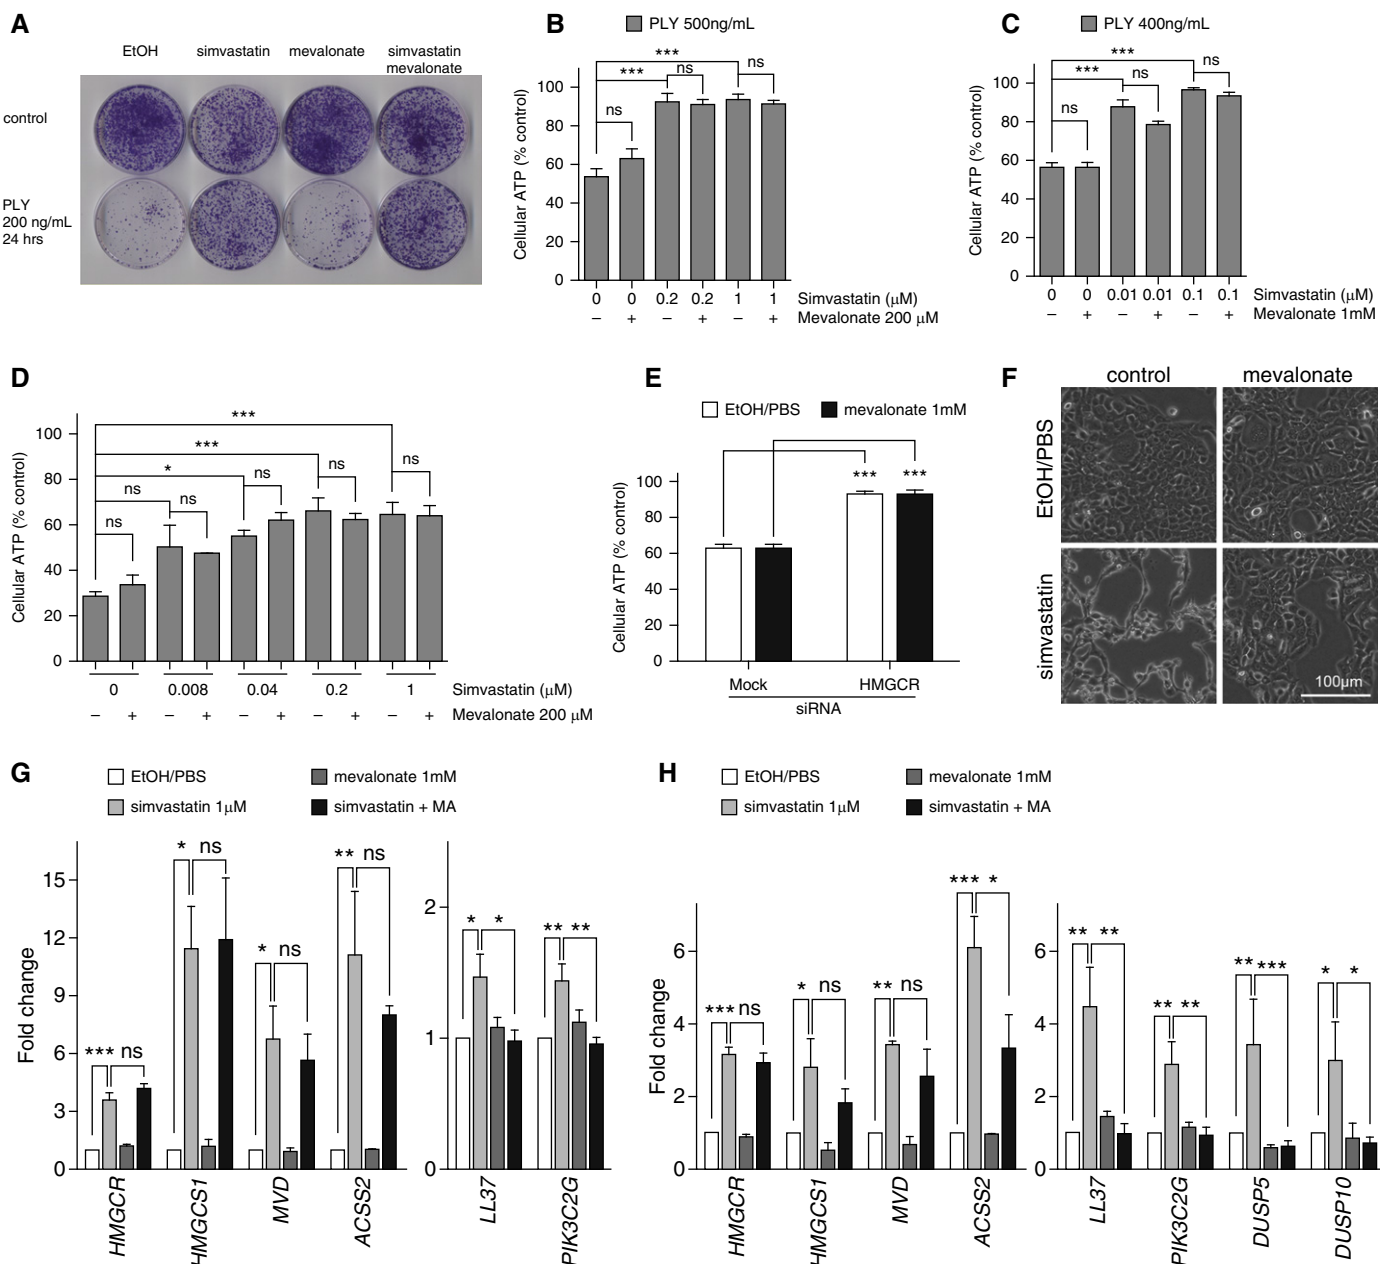 A
EtOH simvastatin mevalonate simvastatin
mevalonate
control
PLY
200 ng/mL
24 hrs
B
PLY 500ng/mL
Cellular ATP (% control)
100
80
60
40
20
0
ns *** *** ns ns
0 0 0.2 0.2 1 1 Simvastatin (μM)
– + – + – + Mevalonate 200 μM
C
PLY 400ng/mL
Cellular ATP (% control)
100
80
60
40
20
0
ns *** *** ns ns
0 0 0.01 0.01 0.1 0.1 Simvastatin (μM)
– + – + – + Mevalonate 1mM
D
Cellular ATP (% control)
100
80
60
40
20
0
***
***
*
ns ns ns ns ns ns
0 0.008 0.04 0.2 1 Simvastatin (μM)
– + – + – + – + – + Mevalonate 200 μM
E
EtOH/PBS mevalonate 1mM
Cellular ATP (% control)
100
80
60
40
20
0
*** ***
Mock HMGCR
siRNA
F
control mevalonate
EtOH/PBS
simvastatin
100μm
G
EtOH/PBS mevalonate 1mM
simvastatin 1μM simvastatin + MA
Fold change
15
12
9
6
3
0
*** ns * ns * ns ** ns
HMGCR HMGCS1 MVD ACSS2
2
1
0
* * ** **
LL37 PIK3C2G
H
EtOH/PBS mevalonate 1mM
simvastatin 1μM simvastatin + MA
Fold change
6
4
2
0
*** ns * ns ** ns *** *
HMGCR HMGCS1 MVD ACSS2
6
4
2
0
** ** ** ** ** *** * *
LL37 PIK3C2G DUSP5 DUSP10